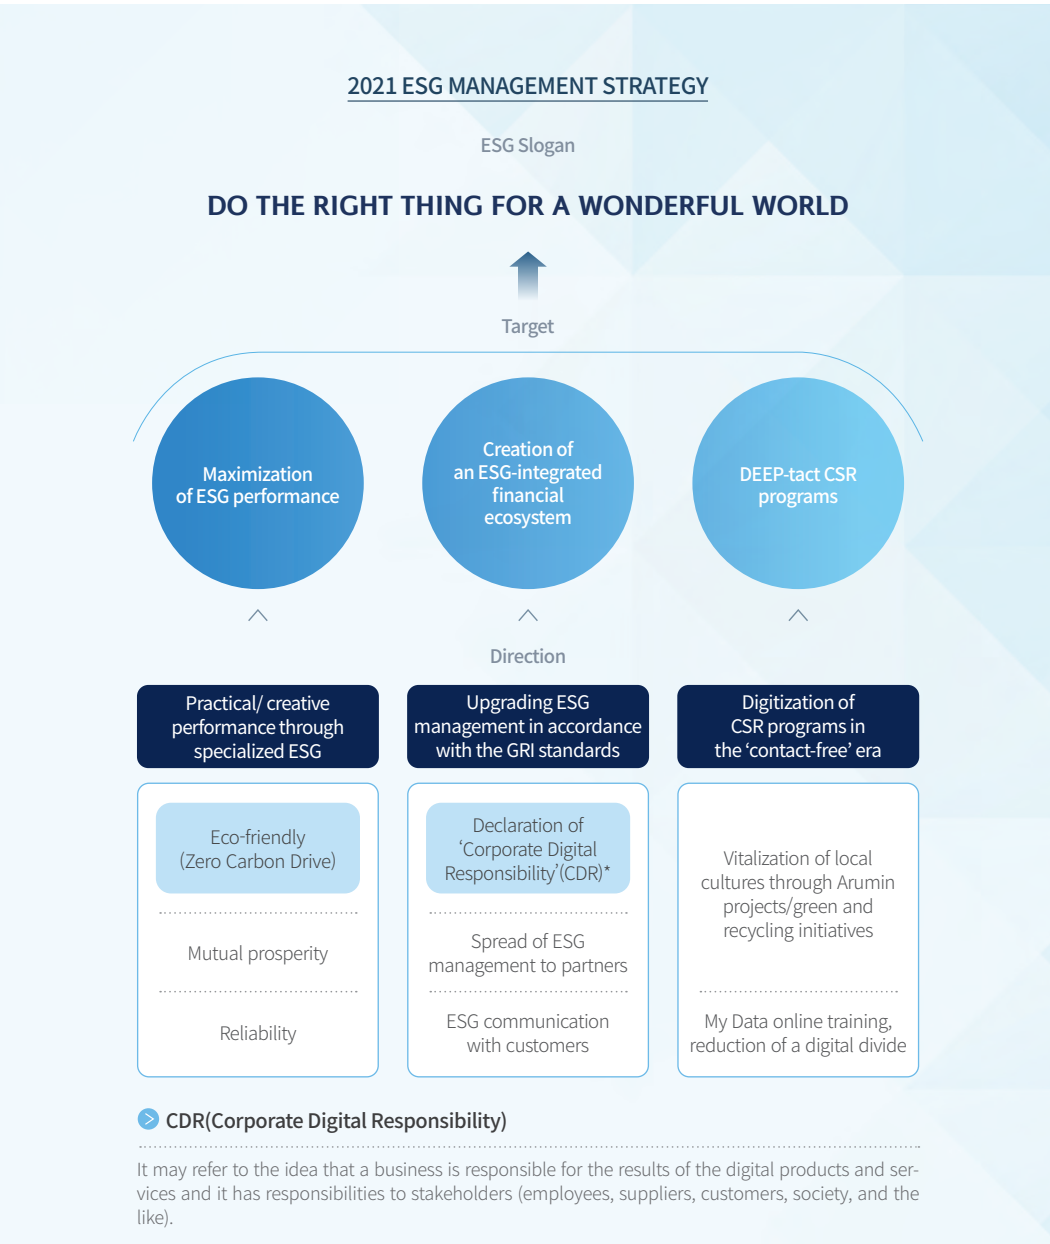 2021 ESG MANAGEMENT STRATEGY
ESG Slogan
DO THE RIGHT THING FOR A WONDERFUL WORLD
Target
Maximization
of ESG performance
Creation of
an ESG-integrated
financial
ecosystem
DEEP-tact CSR
programs
Direction
Practical/ creative
performance through
specialized ESG
Upgrading ESG
management in accordance
with the GRI standards
Digitization of
CSR programs in
the ‘contact-free’ era
Eco-friendly
(Zero Carbon Drive)
Mutual prosperity
Reliability
Declaration of
‘Corporate Digital
Responsibility’(CDR)*
Spread of ESG
management to partners
ESG communication
with customers
Vitalization of local
cultures through Arumin
projects/green and
recycling initiatives
My Data online training,
reduction of a digital divide
CDR(Corporate Digital Responsibility)
It may refer to the idea that a business is responsible for the results of the digital products and ser-
vices and it has responsibilities to stakeholders (employees, suppliers, customers, society, and the
like).